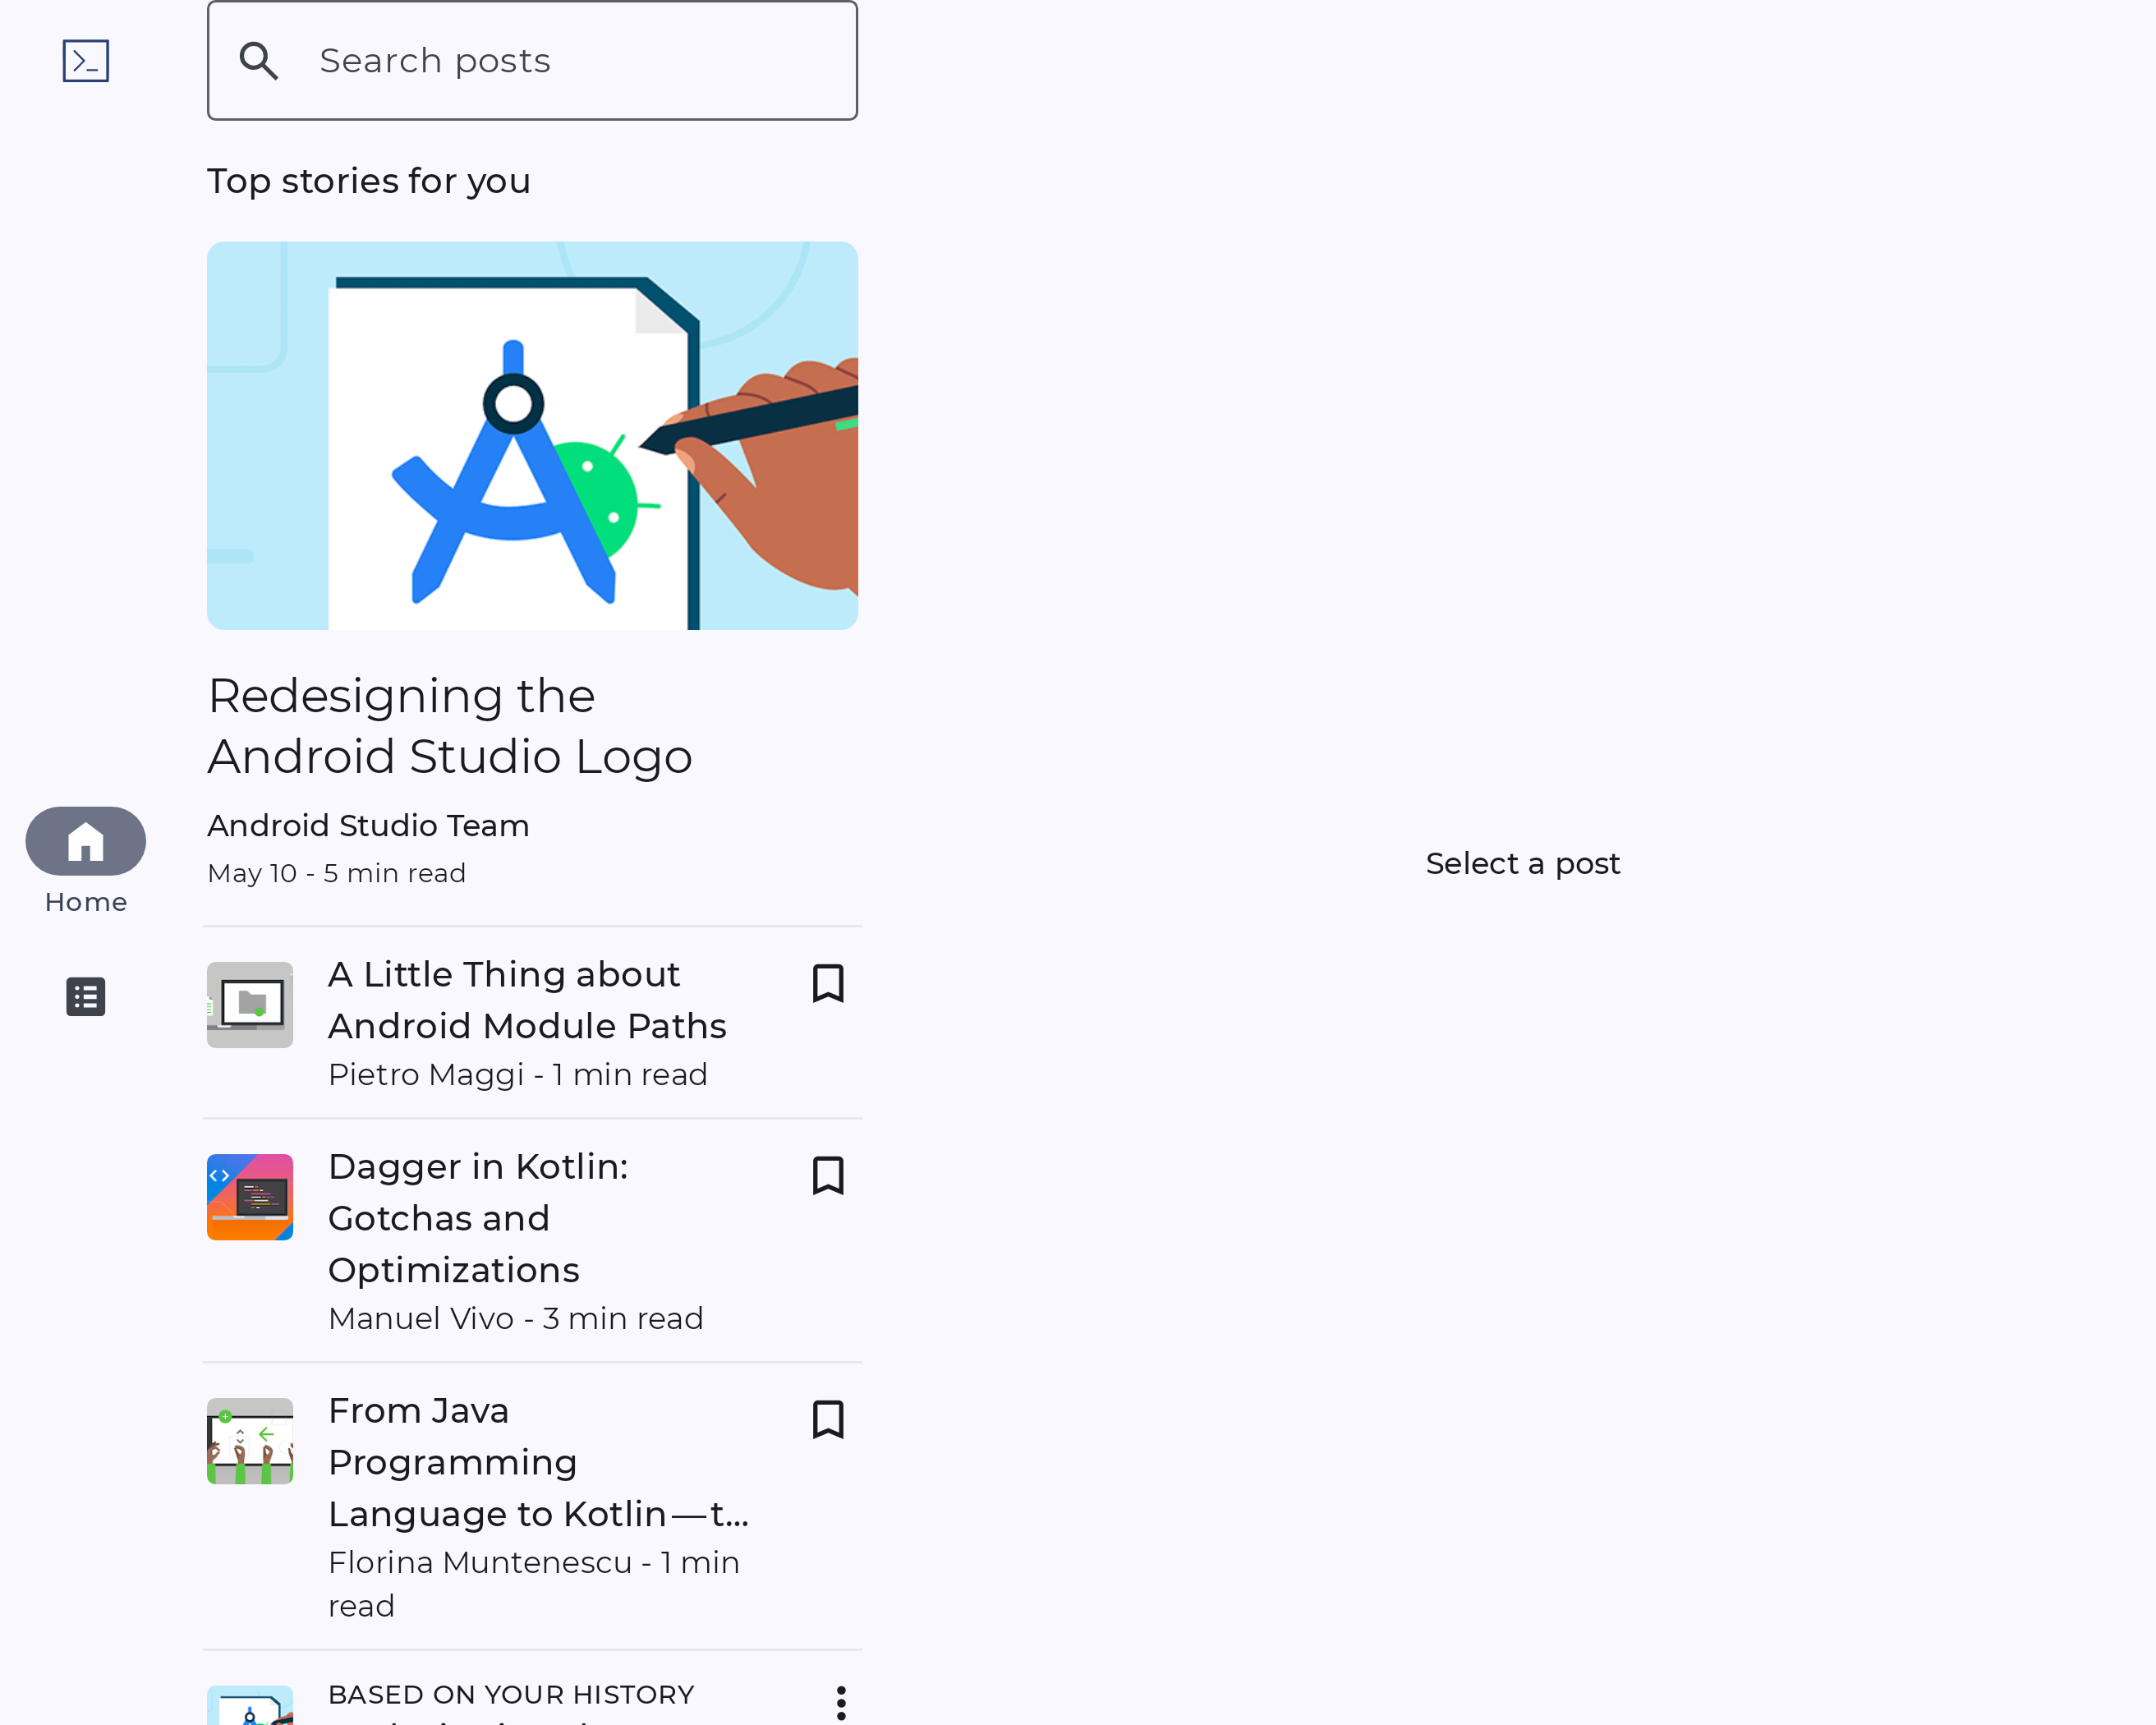 Search posts
Top stories for you
Redesigning the
Android Studio Logo
Android Studio Team
May 10 - 5 min read
Home
Select a post
A Little Thing about
Android Module Paths
Pietro Maggi - 1 min read
Dagger in Kotlin:
Gotchas and
Optimizations
Manuel Vivo - 3 min read
From Java
Programming
Language to Kotlin — t...
Florina Muntenescu - 1 min
read
BASED ON YOUR HISTORY